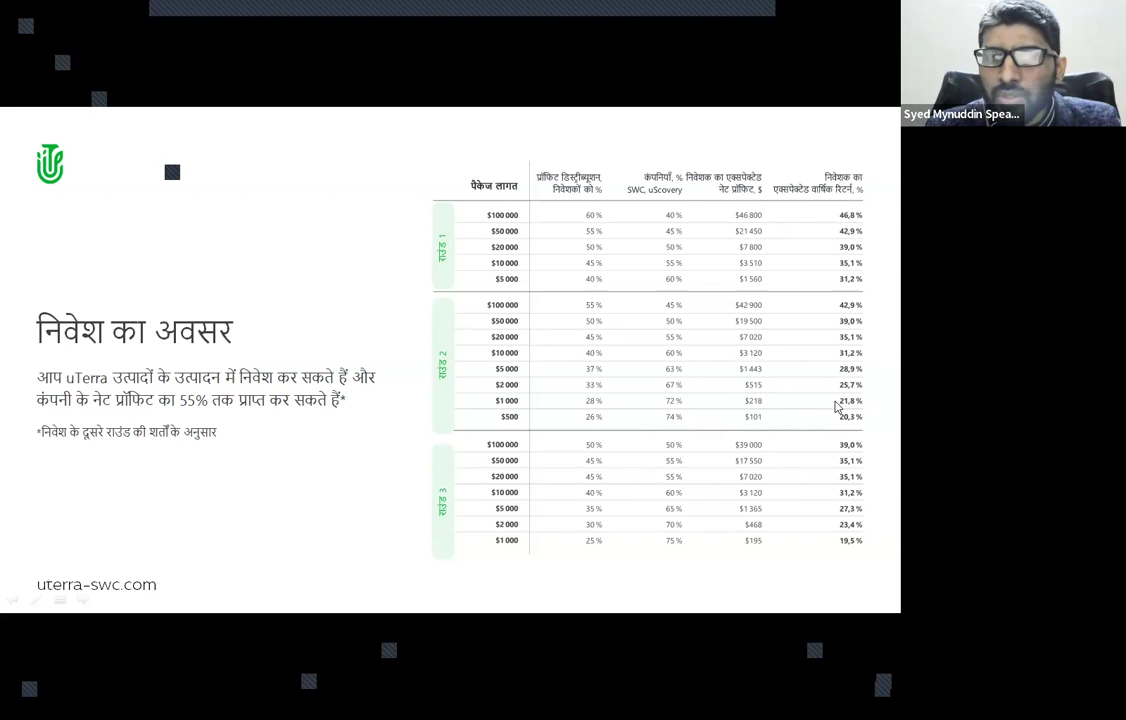 Syed Mynuddin Spea...
निवेश का अवसर
आप uTerra उत्पादों के उत्पादन में निवेश कर सकते हैं और
कंपनी के नेट प्रॉफिट का 55% तक प्राप्त कर सकते हैं*
*निवेश के दूसरे राउंड की शर्तों के अनुसार
uterra-swc.com
पैकेज लागत
प्रॉफिट डिस्ट्रीब्यूशन,
निवेशकों को %
कंपनियाँ, %
SWC, uScovery
निवेशक का एक्सपेक्टेड
नेट प्रॉफिट, $
निवेशक का
एक्सपेक्टेड वार्षिक रिटर्न, %
राउंड 1
$100 000 60 % 40 % $46 800 46,8 %
$50 000 55 % 45 % $21 450 42,9 %
$20 000 50 % 50 % $7 800 39,0 %
$10 000 45 % 55 % $3 510 35,1 %
$5 000 40 % 60 % $1 560 31,2 %
राउंड 2
$100 000 55 % 45 % $42 900 42,9 %
$50 000 50 % 50 % $19 500 39,0 %
$20 000 45 % 55 % $7 020 35,1 %
$10 000 40 % 60 % $3 120 31,2 %
$5 000 37 % 63 % $1 443 28,9 %
$2 000 33 % 67 % $515 25,7 %
$1 000 28 % 72 % $218 21,8 %
$500 26 % 74 % $101 20,3 %
राउंड 3
$100 000 50 % 50 % $39 000 39,0 %
$50 000 45 % 55 % $17 550 35,1 %
$20 000 45 % 55 % $7 020 35,1 %
$10 000 40 % 60 % $3 120 31,2 %
$5 000 35 % 65 % $1 365 27,3 %
$2 000 30 % 70 % $468 23,4 %
$1 000 25 % 75 % $195 19,5 %